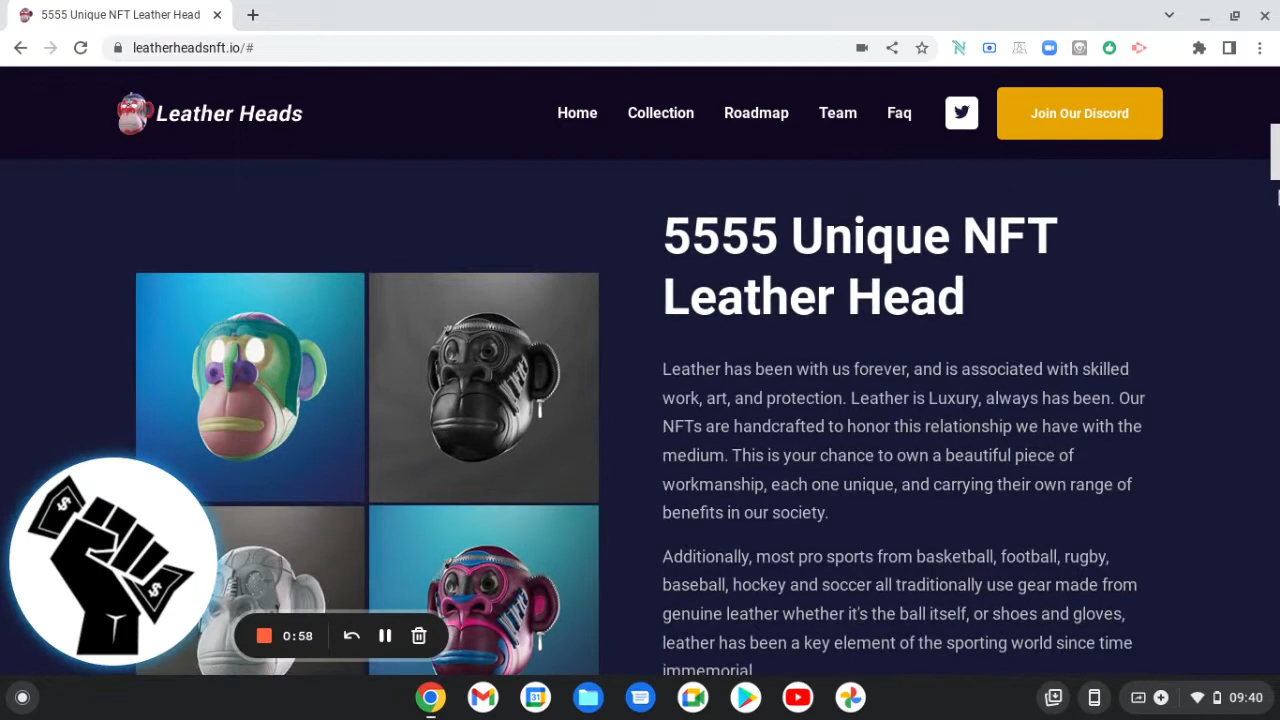 5555 Unique NFT Leather Head
leatherheadsnft.io/#
Leather Heads
Home
Collection
Roadmap
Team
Faq
Join Our Discord
5555 Unique NFT
Leather Head
Leather has been with us forever, and is associated with skilled
work, art, and protection. Leather is Luxury, always has been. Our
NFTs are handcrafted to honor this relationship we have with the
medium. This is your chance to own a beautiful piece of
workmanship, each one unique, and carrying their own range of
benefits in our society.
Additionally, most pro sports from basketball, football, rugby,
baseball, hockey and soccer all traditionally use gear made from
genuine leather whether it's the ball itself, or shoes and gloves,
leather has been a key element of the sporting world since time
immemorial.
$
$
0:58
31
09:40